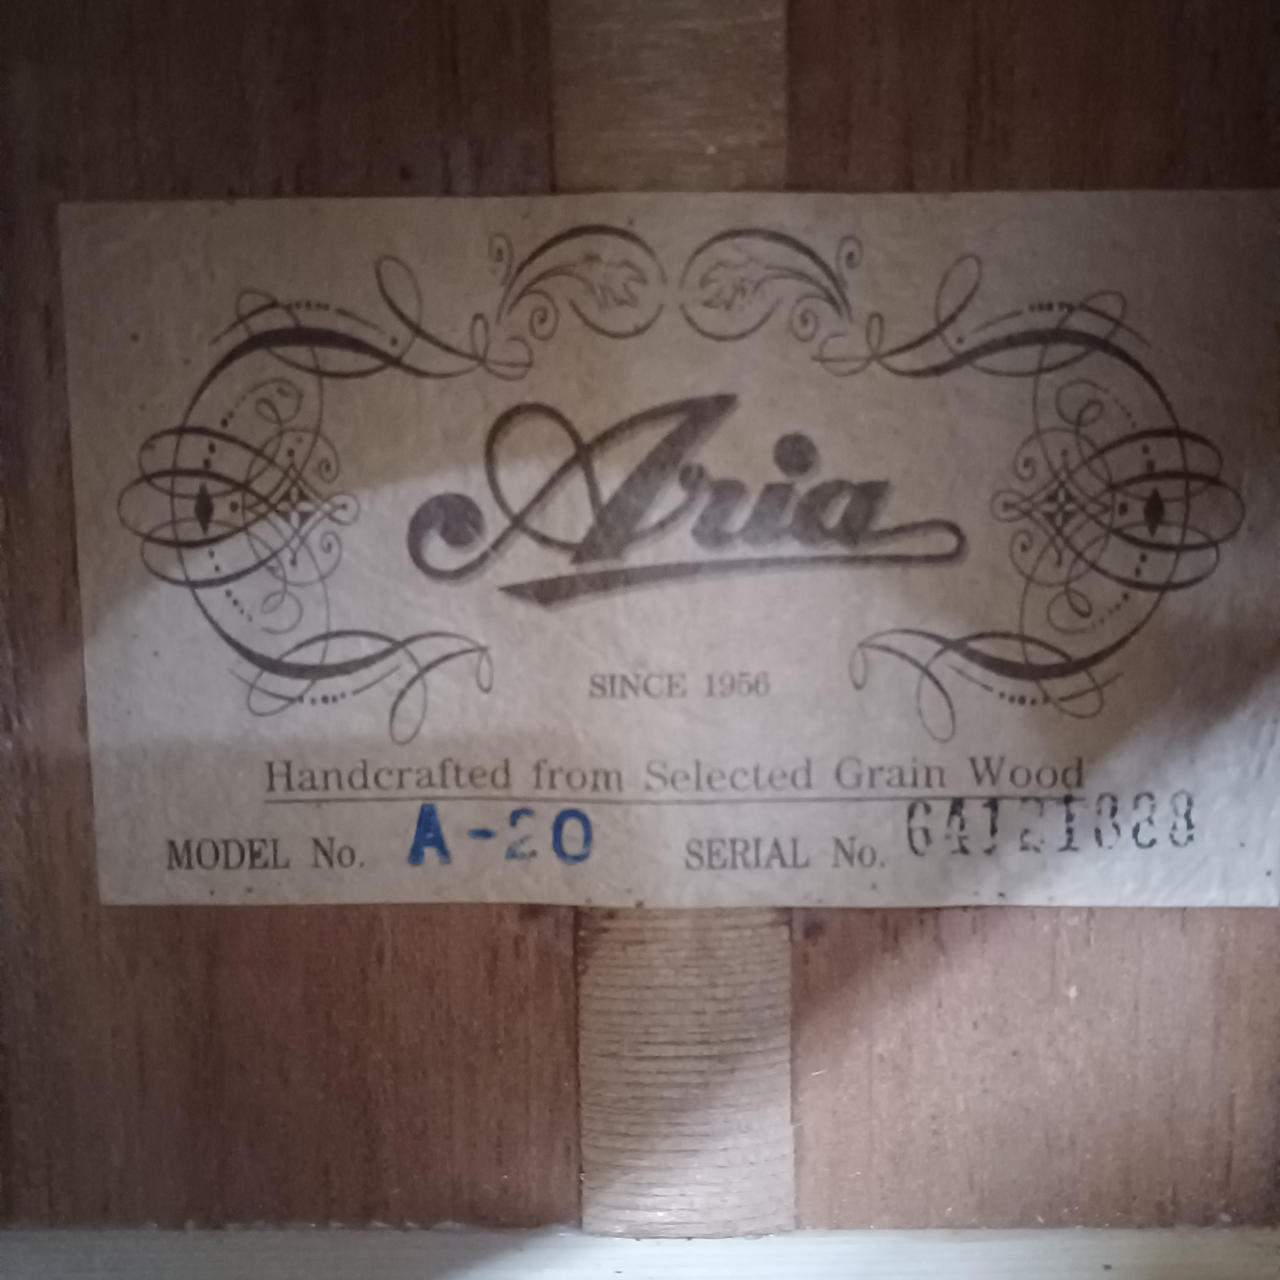 Aria
SINCE 1956
Handcrafted from Selected Grain Wood
MODEL No. A-20 SERIAL No.